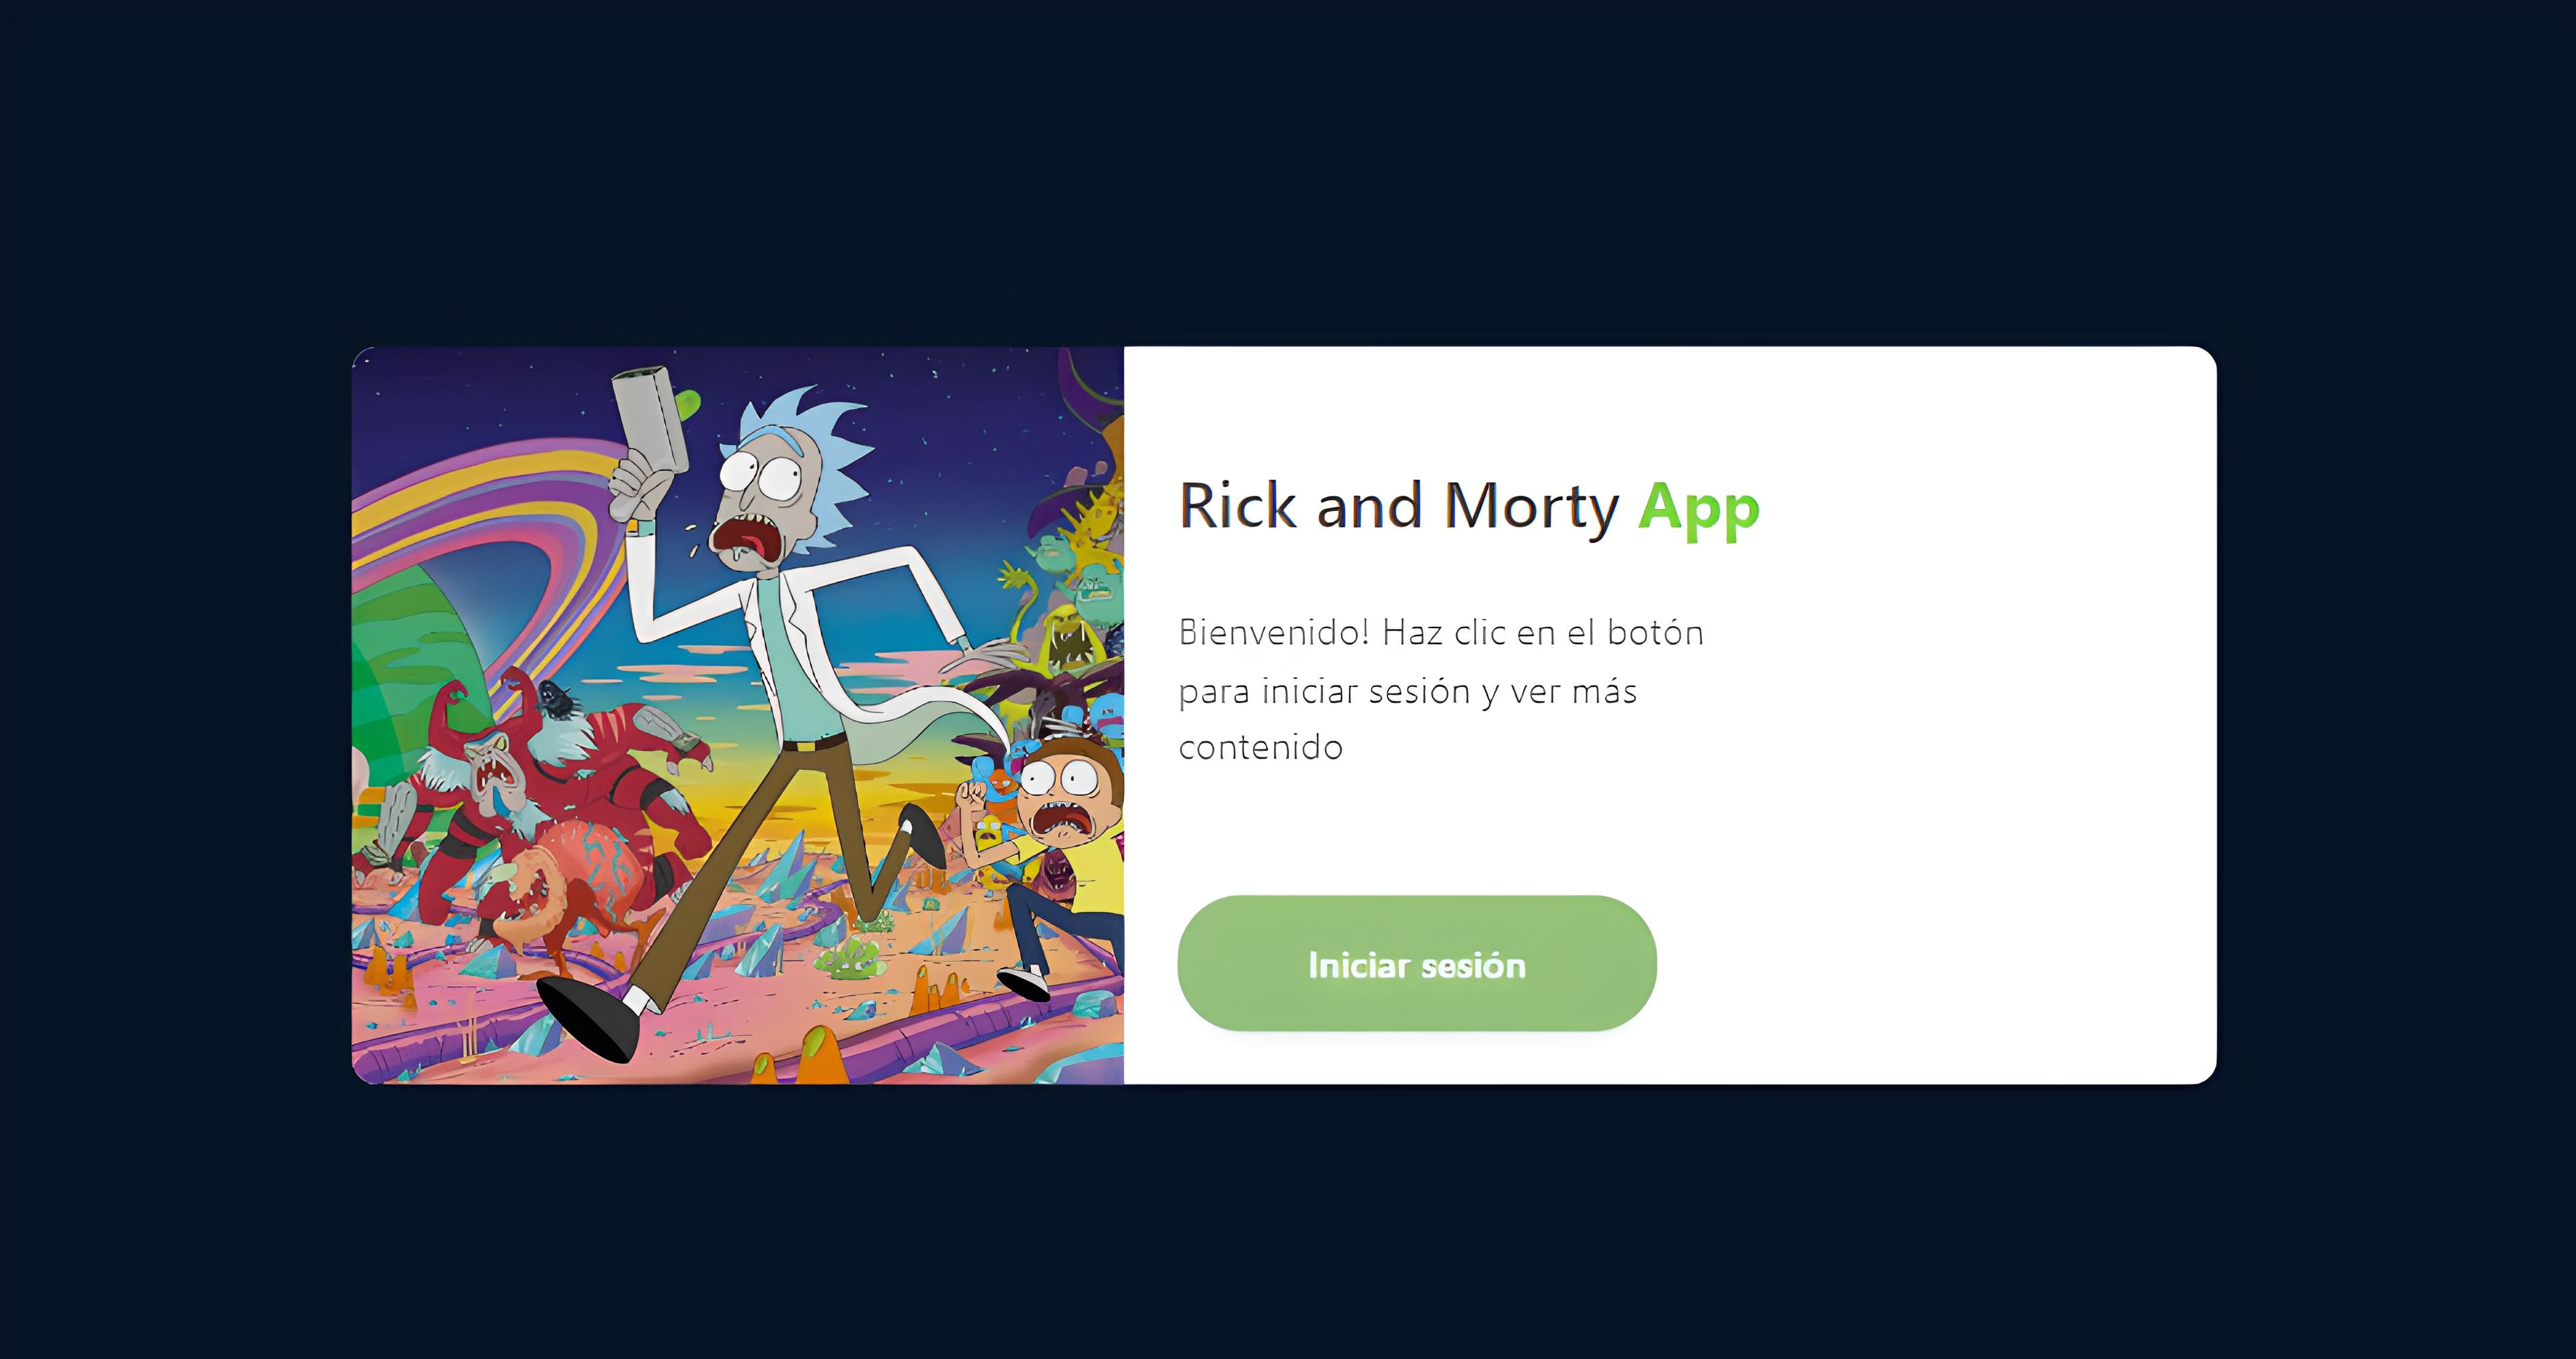 Rick and Morty App
Bienvenido! Haz clic en el botón
para iniciar sesión y ver más
contenido
Iniciar sesión